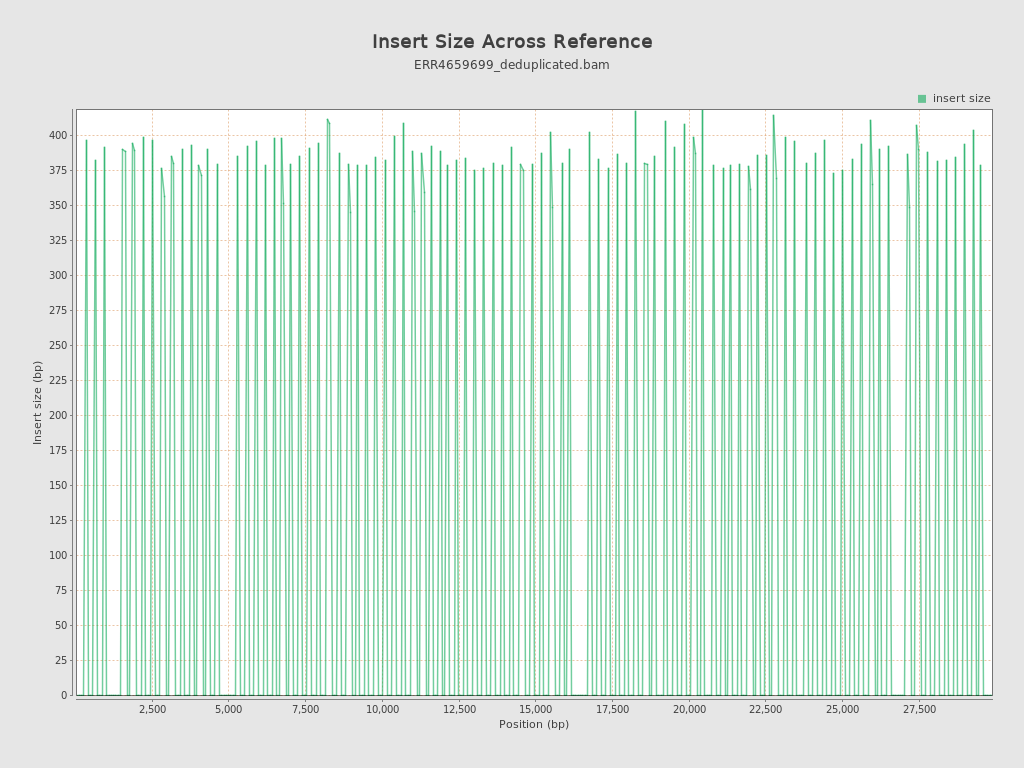 Insert Size Across Reference
ERR4659699_deduplicated.bam
insert size
400
375
350
325
300
275
250
225
200
175
150
125
100
75
50
25
0
Insert size (bp)
2,500 5,000 7,500 10,000 12,500 15,000 17,500 20,000 22,500 25,000 27,500
Position (bp)